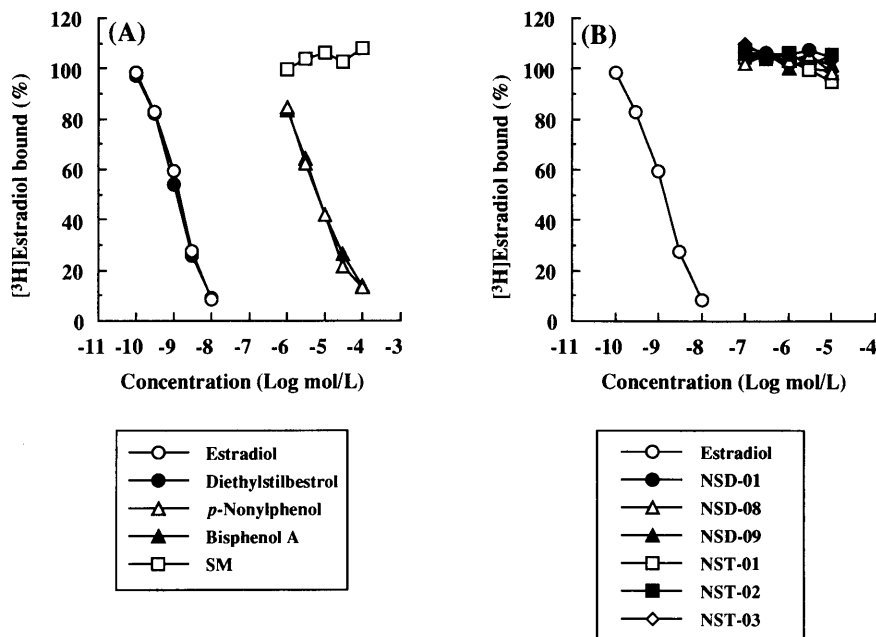 (A)
[³H]Estradiol bound (%)
120
100
80
60
40
20
0
-11 -10 -9 -8 -7 -6 -5 -4 -3
Concentration (Log mol/L)
Estradiol
Diethylstilbestrol
p-Nonylphenol
Bisphenol A
SM
(B)
[³H]Estradiol bound (%)
120
100
80
60
40
20
0
-11 -10 -9 -8 -7 -6 -5 -4
Concentration (Log mol/L)
Estradiol
NSD-01
NSD-08
NSD-09
NST-01
NST-02
NST-03